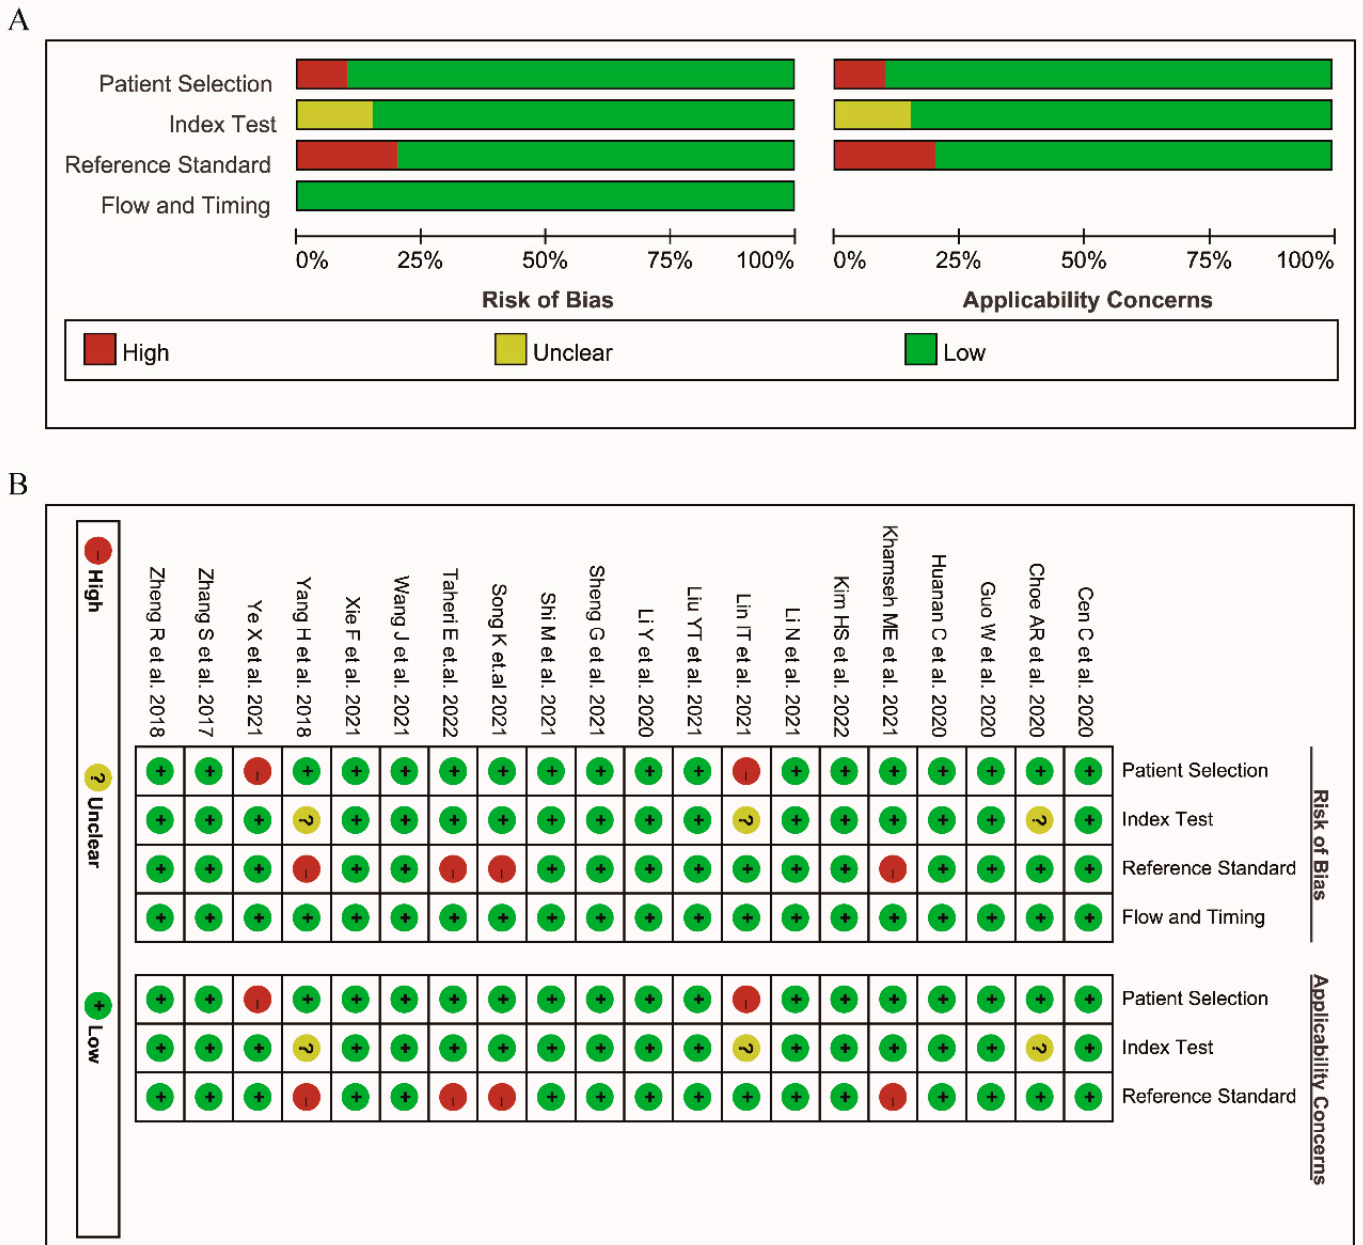 A
Patient Selection
Index Test
Reference Standard
Flow and Timing
0% 25% 50% 75% 100%
0% 25% 50% 75% 100%
Risk of Bias
Applicability Concerns
High
Unclear
Low
B
High
Unclear
Low
Zheng R et al. 2018
Zhang S et al. 2017
Ye X et al. 2021
Yang H et al. 2018
Xie F et al. 2021
Wang J et al. 2021
Taheri E et.al. 2022
Song K et.al 2021
Shi M et al. 2021
Sheng G et al. 2021
Li Y et al. 2020
Liu YT et al. 2021
Lin IT et al. 2021
Li N et al. 2021
Kim HS et al. 2022
Khamseh ME et al. 2021
Huanan C et al. 2020
Guo W et al. 2020
Choe AR et al. 2020
Cen C et al. 2020
+ + - + + + + + + + + + - + + + + + + + Patient Selection
+ + + ? + + + + + + + + ? + + + + + ? + Index Test
+ + + - + + - - + + + + + + + - + + + + Reference Standard
+ + + + + + + + + + + + + + + + + + + + Flow and Timing
Risk of Bias
+ + - + + + + + + + + + - + + + + + + + Patient Selection
+ + + ? + + + + + + + + ? + + + + + ? + Index Test
+ + + - + + - - + + + + + + + - + + + + Reference Standard
Applicability Concerns